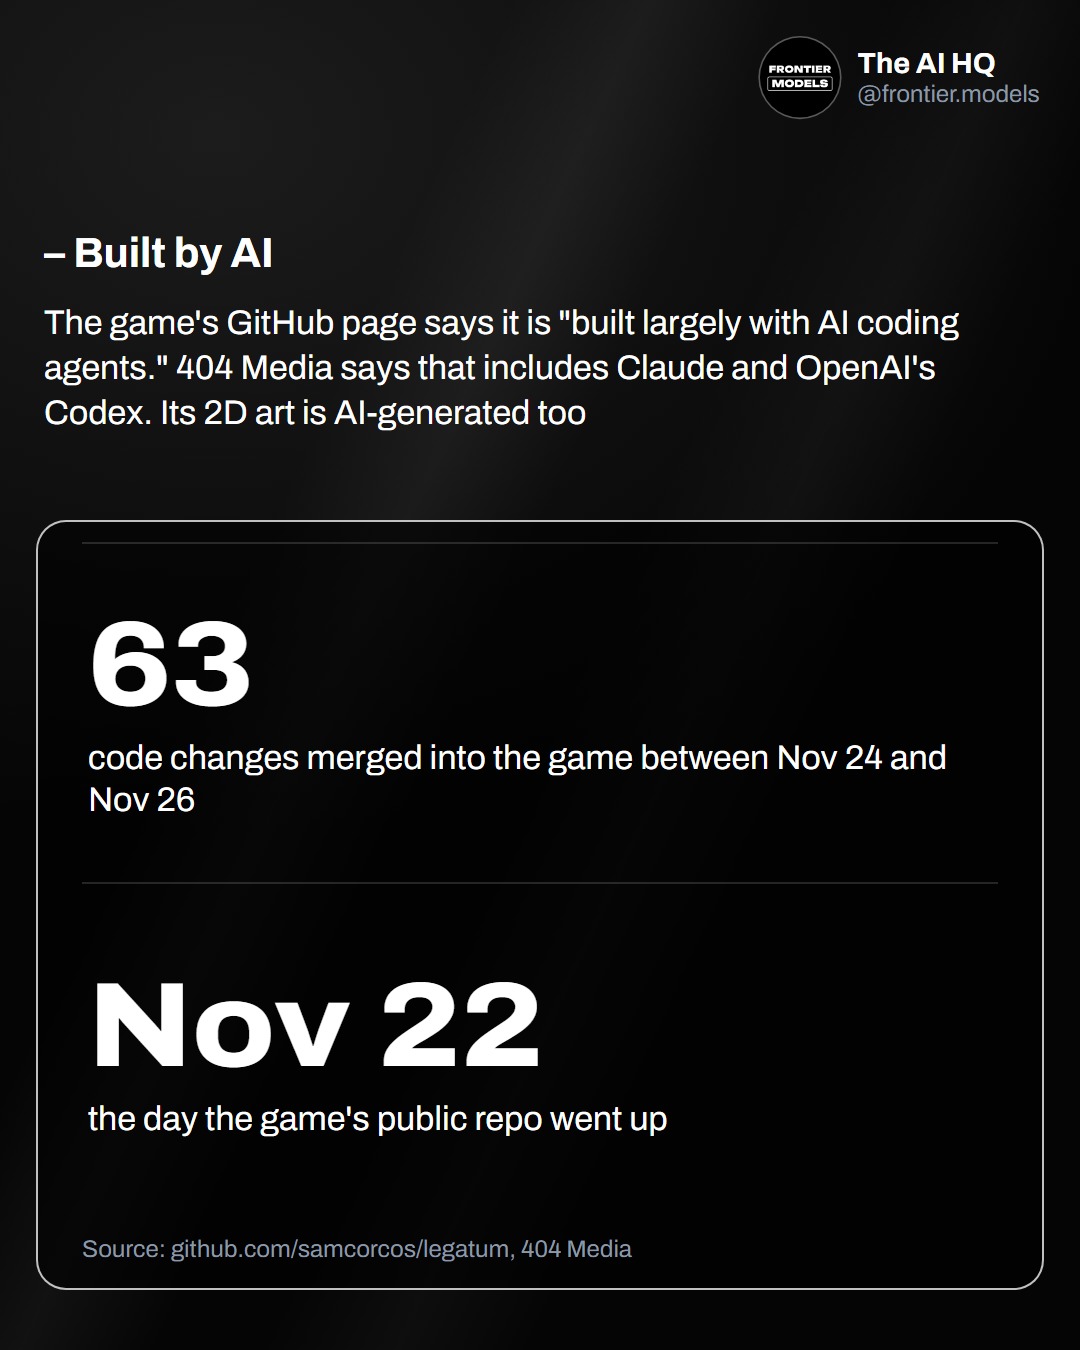 FRONTIER
MODELS
The AI HQ
@frontier.models
– Built by AI
The game's GitHub page says it is "built largely with AI coding
agents." 404 Media says that includes Claude and OpenAI's
Codex. Its 2D art is AI-generated too
63
code changes merged into the game between Nov 24 and
Nov 26
Nov 22
the day the game's public repo went up
Source: github.com/samcorcos/legatum, 404 Media